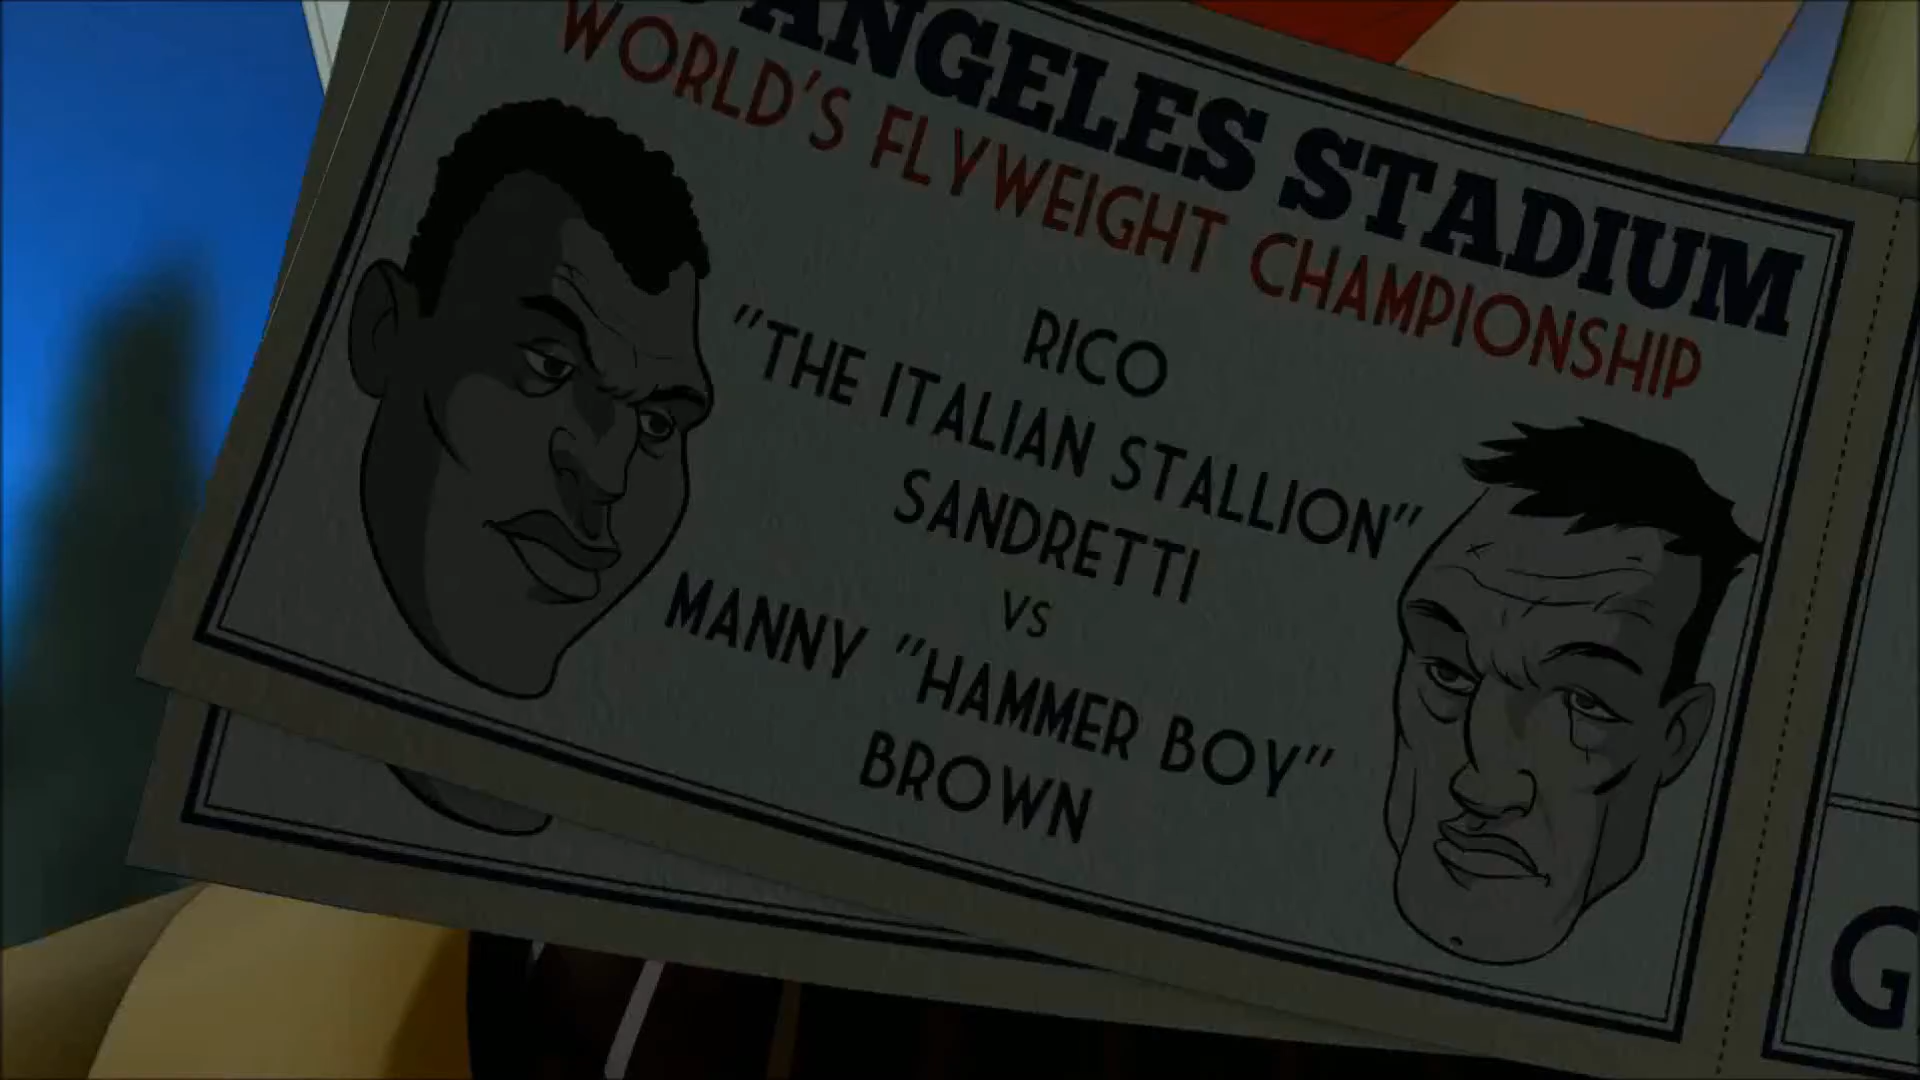 ANGELES STADIUM
WORLD'S FLYWEIGHT CHAMPIONSHIP
RICO
"THE ITALIAN STALLION"
SANDRETTI
VS
MANNY "HAMMER BOY"
BROWN
G